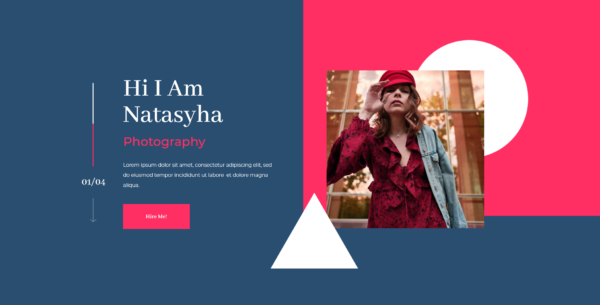 Hi I Am
Natasyha
Photography
Lorem ipsum dolor sit amet, consectetur adipiscing elit, sed
do eiusmod tempor incididunt ut labore et dolore magna
aliqua.
01/04
Hiire Me!